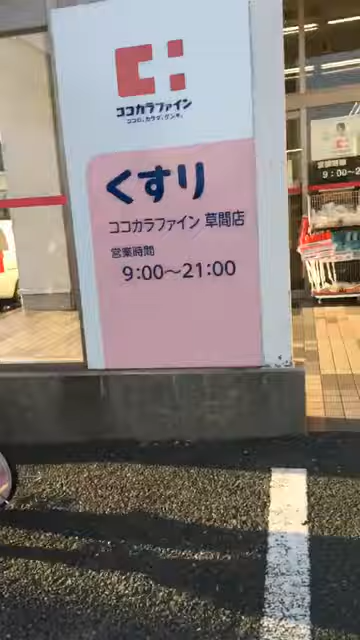 ココカラファイン
ココロ、カラダ、ゲンキ。
くすり
ココカラファイン 草間店
営業時間
9:00～21:00
営業時間
9：00～2